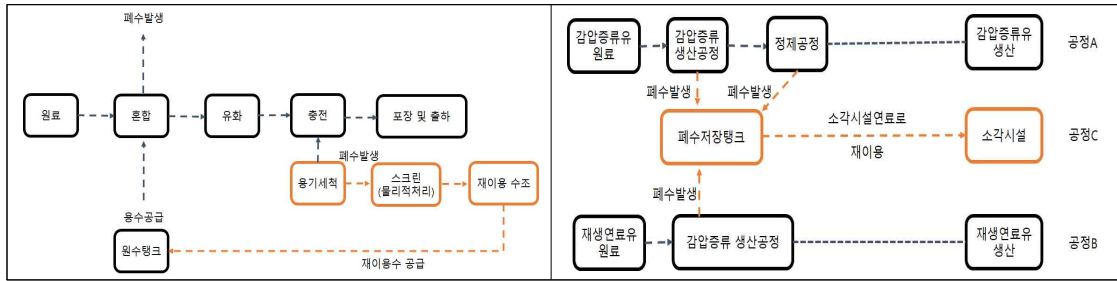 폐수발생
원료
혼합
유화
충전
포장 및 출하
폐수발생
용기세척
스크린
(물리적처리)
재이용 수조
용수공급
원수탱크
재이용수 공급
감압증류유
원료
감압증류
생산공정
정제공정
감압증류유
생산
공정A
폐수발생
폐수발생
폐수저장탱크
소각시설연료로
재이용
소각시설
공정C
폐수발생
재생연료유
원료
감압증류 생산공정
재생연료유
생산
공정B